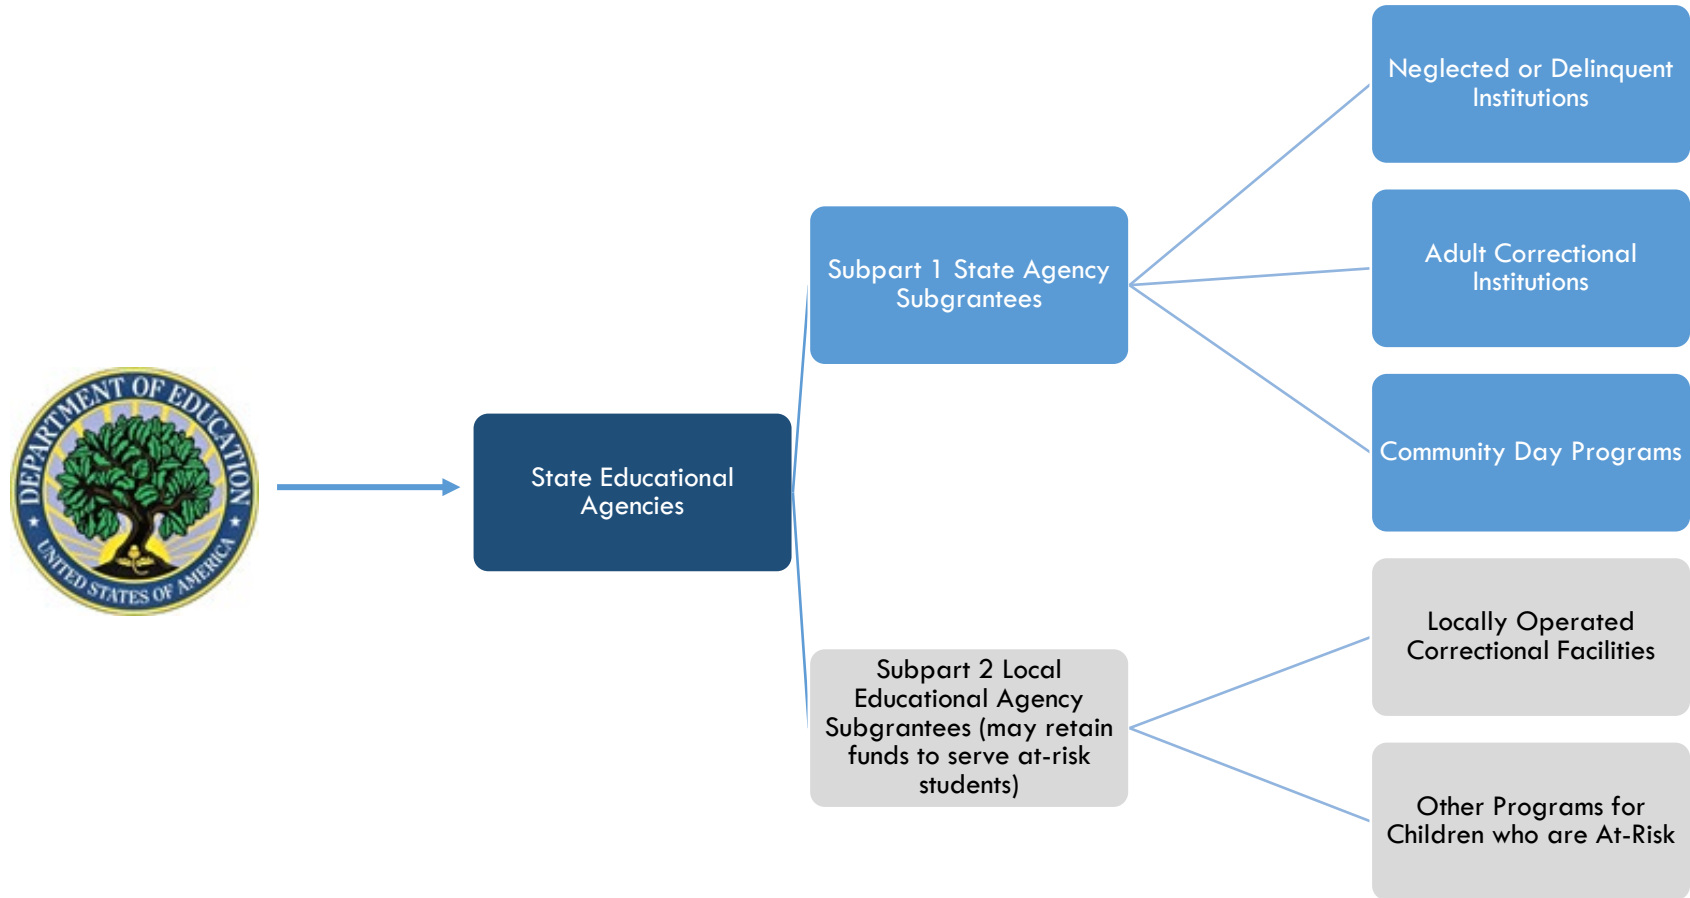 DEPARTMENT OF EDUCATION
UNITED STATES OF AMERICA
State Educational
Agencies
Subpart 1 State Agency
Subgrantees
Neglected or Delinquent
Institutions
Adult Correctional
Institutions
Community Day Programs
Subpart 2 Local
Educational Agency
Subgrantees (may retain
funds to serve at-risk
students)
Locally Operated
Correctional Facilities
Other Programs for
Children who are At-Risk